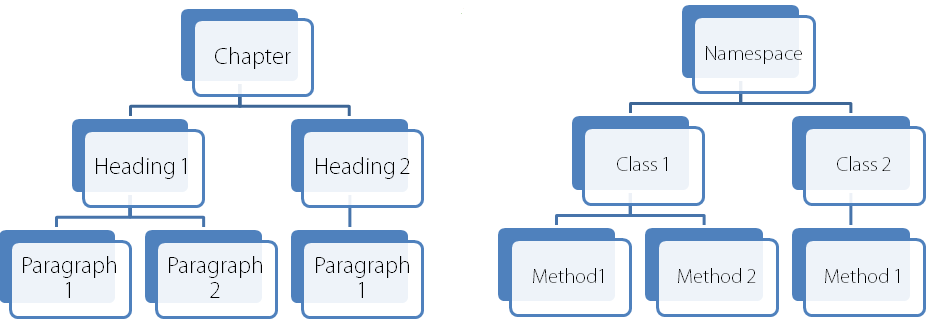 Chapter
Namespace
Heading 1
Heading 2
Class 1
Class 2
Paragraph
1
Paragraph
2
Paragraph
1
Method1
Method 2
Method 1